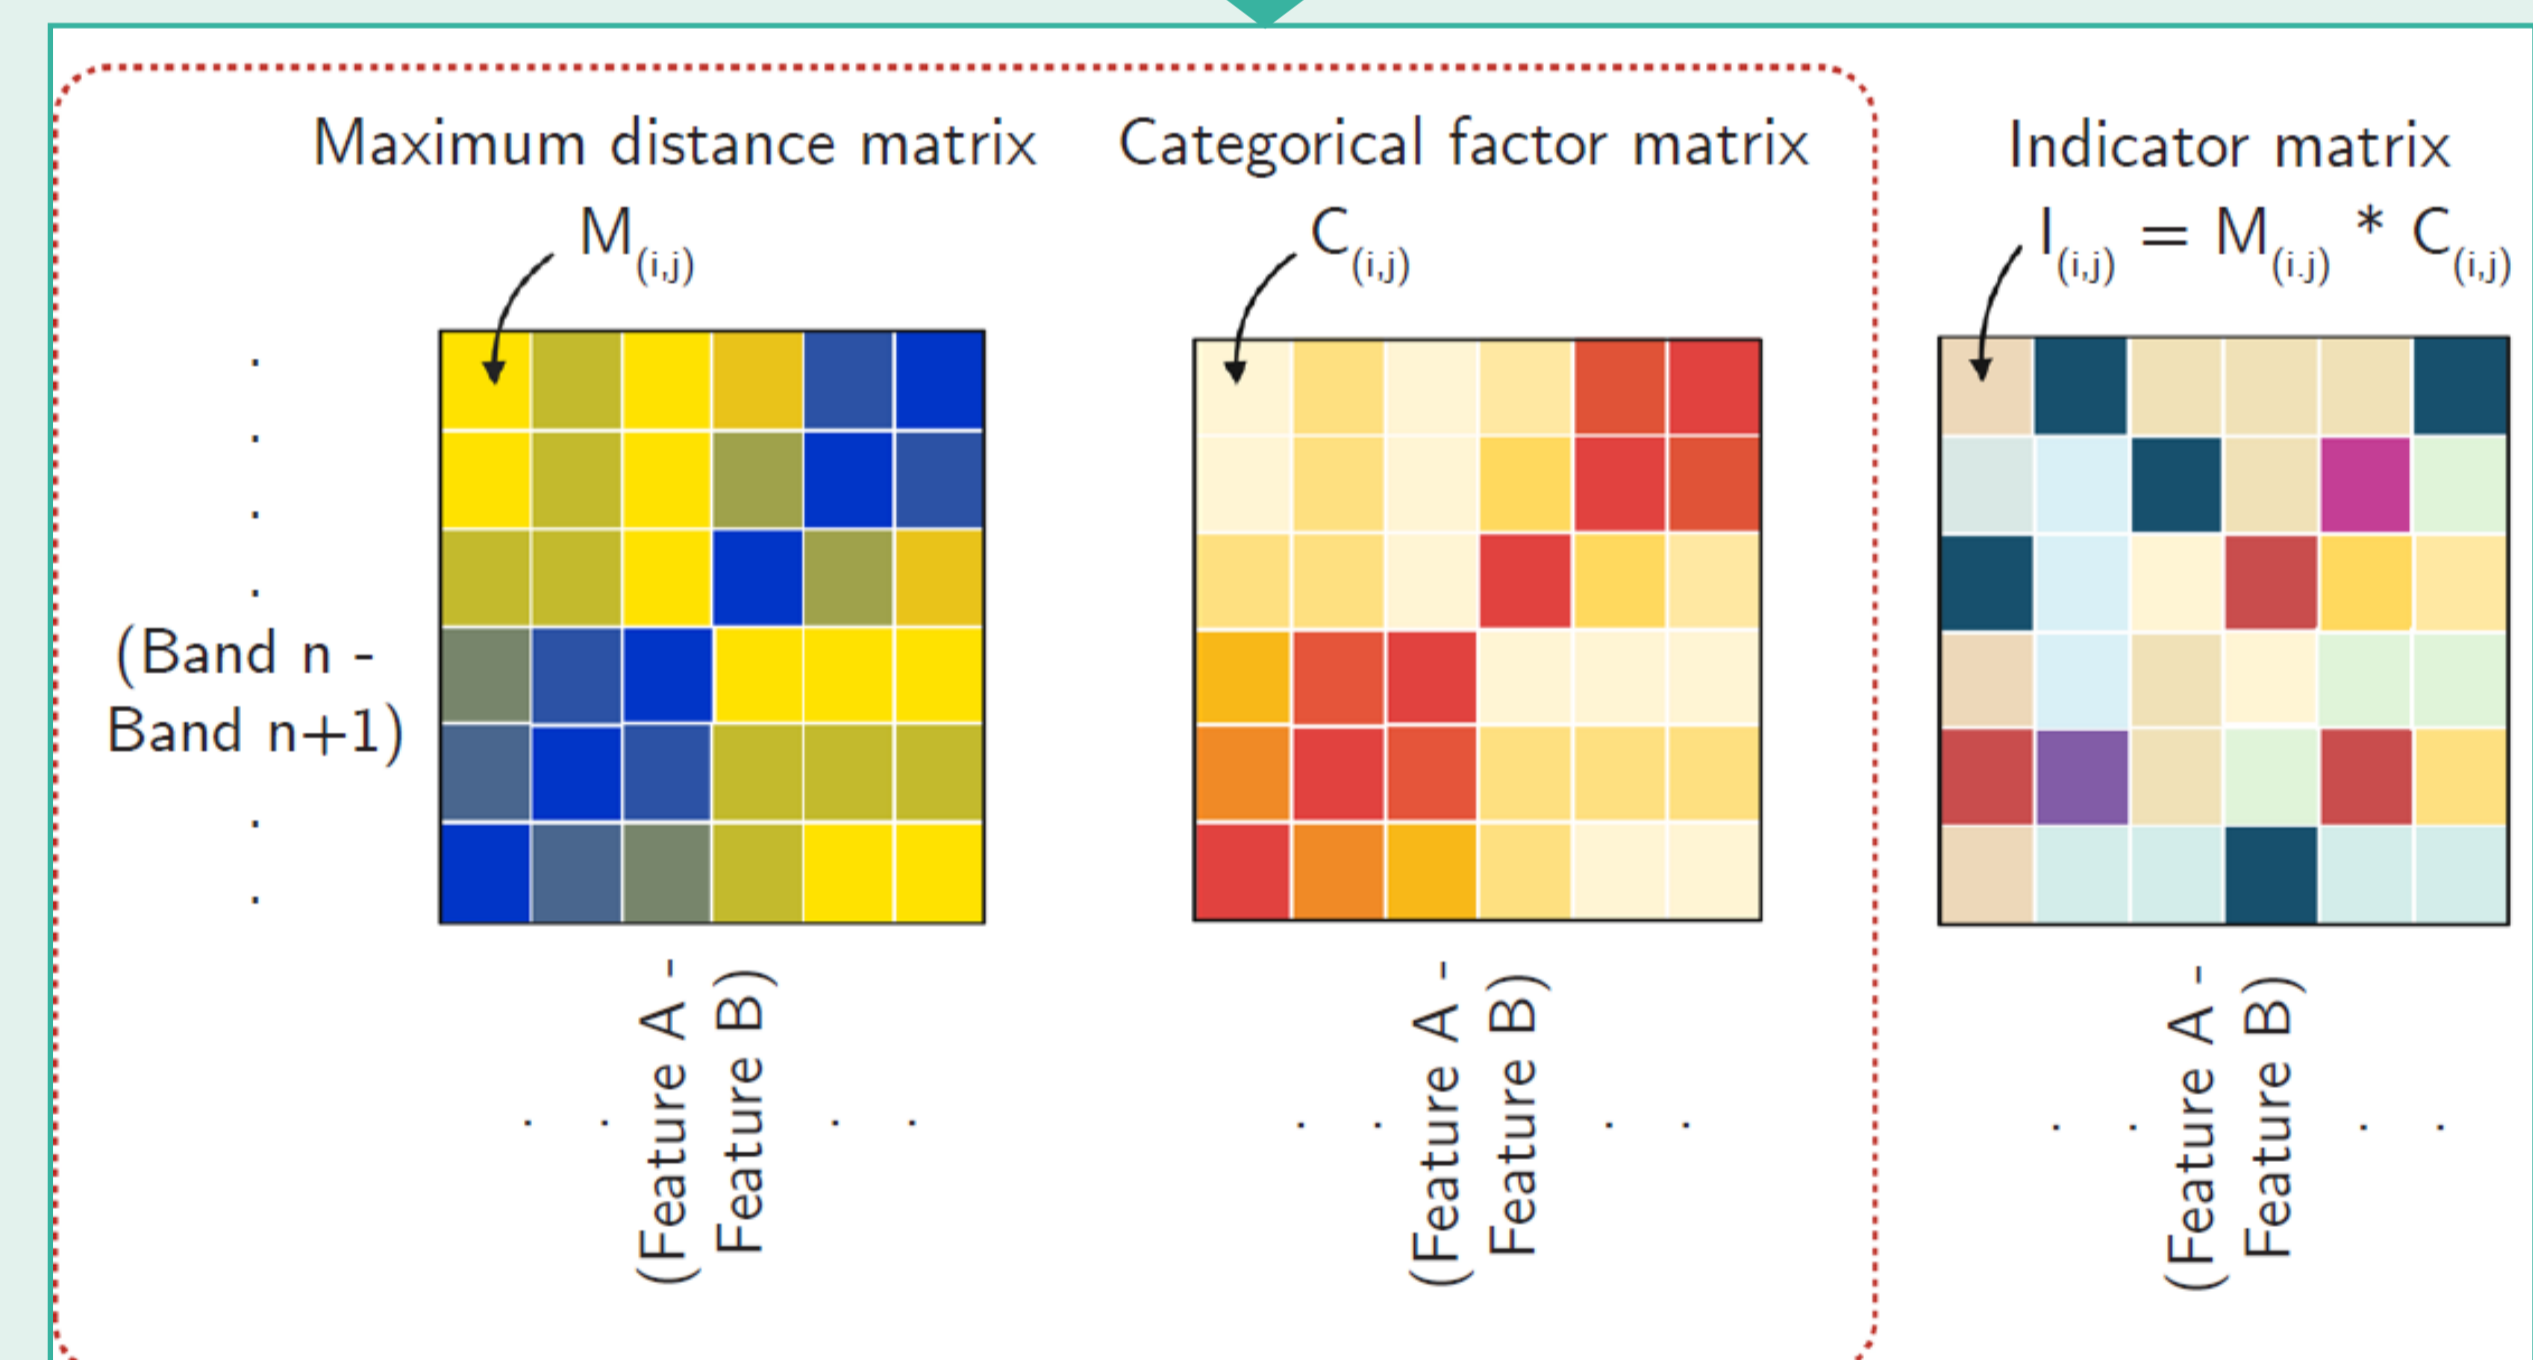 Maximum distance matrix
M(i,j)
Categorical factor matrix
C(i,j)
Indicator matrix
I(i,j) = M(i.j) * C(i,j)
(Band n -
Band n+1)
(Feature A -
Feature B)
(Feature A -
Feature B)
(Feature A -
Feature B)